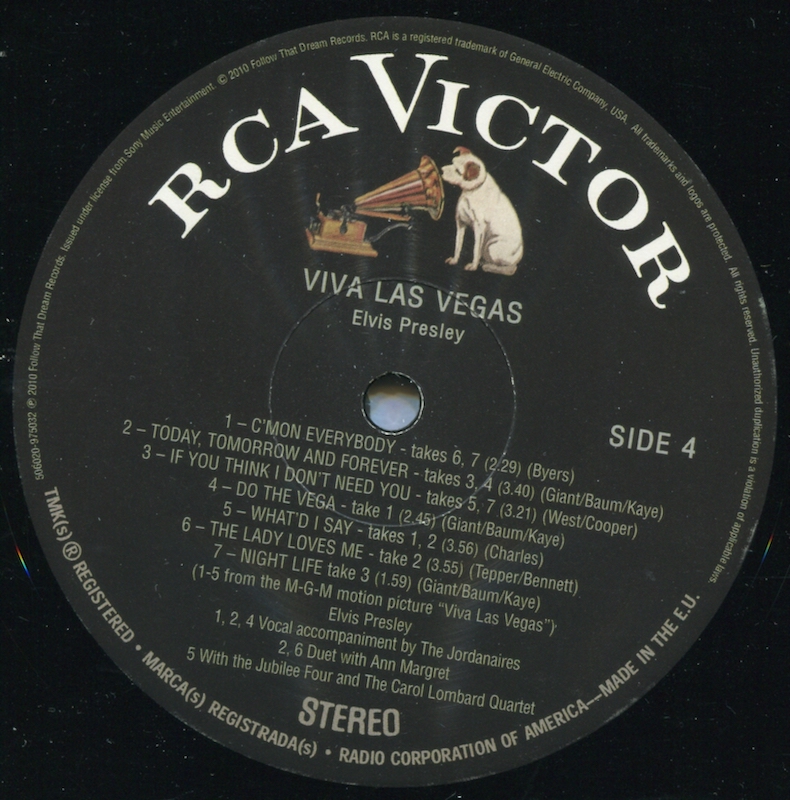 506020-975032 ℗ 2010 Follow That Dream Records. Issued under license from Sony Music Entertainment. © 2010 Follow That Dream Records. RCA is a registered trademark of General Electric Company, USA. All trademarks and logos are protected. All rights reserved. Unauthorized duplication is a violation of applicable laws.
RCA VICTOR
VIVA LAS VEGAS
Elvis Presley
SIDE 4
1 – C'MON EVERYBODY - takes 6, 7 (2.29) (Byers)
2 – TODAY, TOMORROW AND FOREVER - takes 3, 4 (3.40) (Giant/Baum/Kaye)
3 – IF YOU THINK I DON'T NEED YOU - takes 5, 7 (3.21) (West/Cooper)
4 – DO THE VEGA - take 1 (2.45) (Giant/Baum/Kaye)
5 – WHAT'D I SAY - takes 1, 2 (3.56) (Charles)
6 – THE LADY LOVES ME - take 2 (3.55) (Tepper/Bennett)
7 – NIGHT LIFE take 3 (1.59) (Giant/Baum/Kaye)
(1-5 from the M-G-M motion picture "Viva Las Vegas")
Elvis Presley
1, 2, 4 Vocal accompaniment by The Jordanaires
2, 6 Duet with Ann Margret
5 With the Jubilee Four and The Carol Lombard Quartet
STEREO
TMK(s) ® REGISTERED • MARCA(s) REGISTRADA(s) • RADIO CORPORATION OF AMERICA—MADE IN THE E.U.